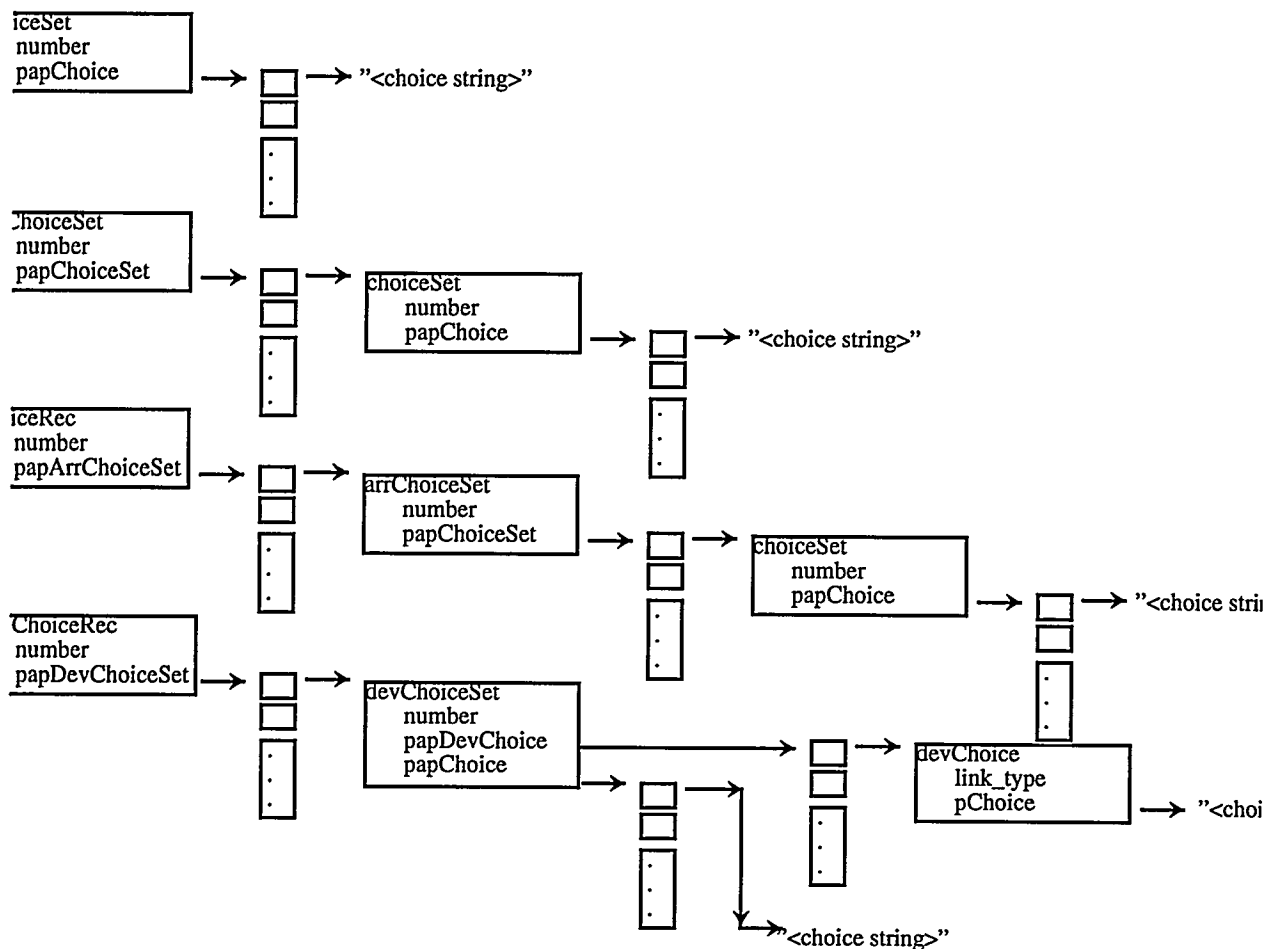 iceSet
number
papChoice
"<choice string>"
choiceSet
number
papChoiceSet
choiceSet
number
papChoice
"<choice string>"
iceRec
number
papArrChoiceSet
arrChoiceSet
number
papChoiceSet
choiceSet
number
papChoice
"<choice stri
ChoiceRec
number
papDevChoiceSet
devChoiceSet
number
papDevChoice
papChoice
devChoice
link_type
pChoice
"<choi
"<choice string>"